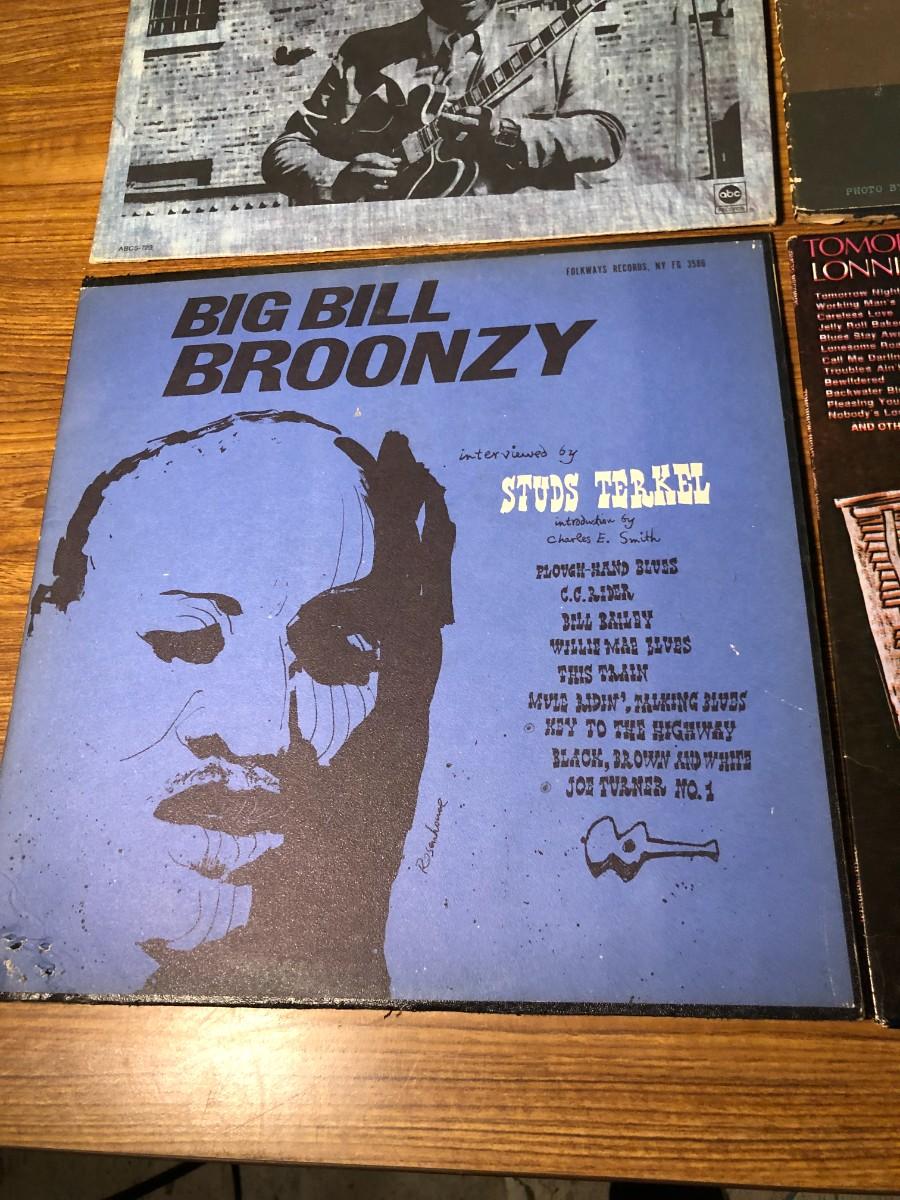 abc
ABCS-723
PHOTO BY
FOLKWAYS RECORDS, NY FG 3586
BIG BILL
BROONZY
interviewed by
STUDS TERKEL
introduction by
Charles E. Smith
PLOUGH-HAND BLUES
C.C. RIDER
BILL BAILEY
WILLIE MAE BLUES
THIS TRAIN
MULE RIDIN', TALKING BLUES
KEY TO THE HIGHWAY
BLACK, BROWN AND WHITE
JOE TURNER NO. 1
Rosenhouse
TOMO
LONNI
Tomorrow Night
Working Man's
Careless Love
Jelly Roll Bake
Blues Stay Aw
Lonesome Roa
Call Me Darlin
Troubles Ain't
Bewildered
Backwater Bl
Pleasing You
Nobody's Lo
AND OTH